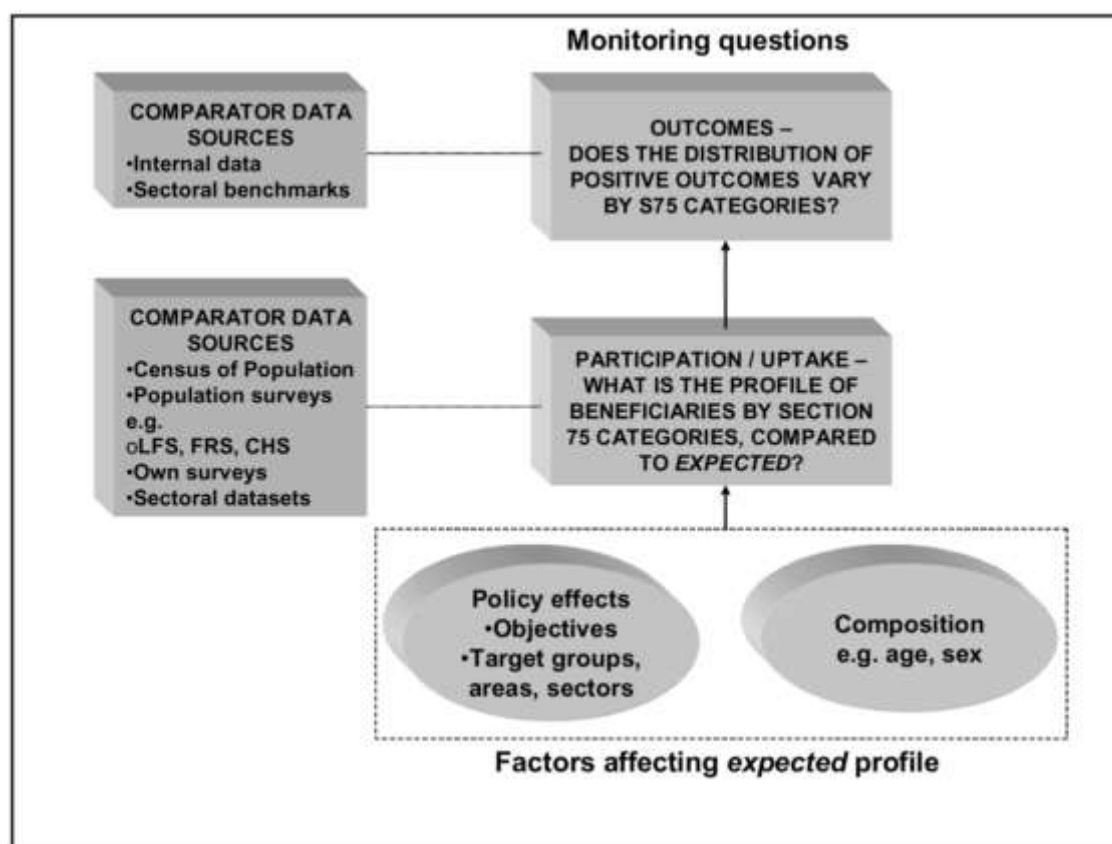 Monitoring questions
COMPARATOR DATA
SOURCES
•Internal data
•Sectoral benchmarks
OUTCOMES –
DOES THE DISTRIBUTION OF
POSITIVE OUTCOMES VARY
BY S75 CATEGORIES?
COMPARATOR DATA
SOURCES
•Census of Population
•Population surveys
e.g.
oLFS, FRS, CHS
•Own surveys
•Sectoral datasets
PARTICIPATION / UPTAKE –
WHAT IS THE PROFILE OF
BENEFICIARIES BY SECTION
75 CATEGORIES, COMPARED
TO EXPECTED?
Policy effects
•Objectives
•Target groups,
areas, sectors
Composition
e.g. age, sex
Factors affecting expected profile